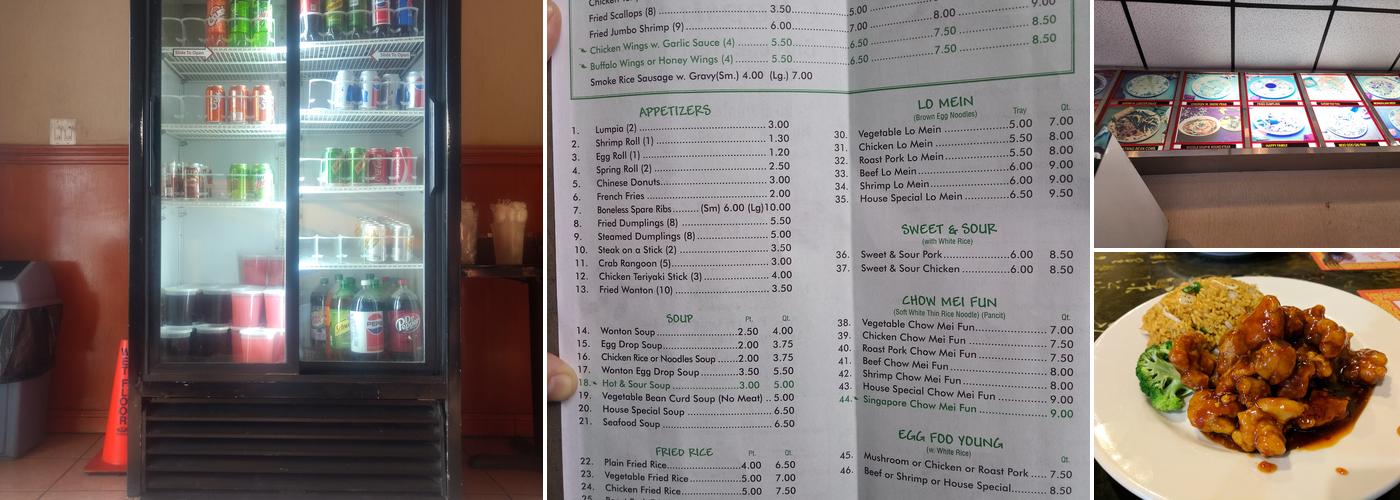 Slide To Open
Slide To Open
PEPSI
Dr Pepper
WET FLOOR
Fried Scallops (8) 3.50 5.00 8.00 9.00
Fried Jumbo Shrimp (9) 6.00 7.00 7.50 8.50
Chicken Wings w. Garlic Sauce (4) 5.50 6.50 7.50 8.50
Buffalo Wings or Honey Wings (4) 5.50 6.50
Smoke Rice Sausage w. Gravy(Sm.) 4.00 (Lg.) 7.00
APPETIZERS
1. Lumpia (2) 3.00
2. Shrimp Roll (1) 1.30
3. Egg Roll (1) 1.20
4. Spring Roll (2) 2.50
5. Chinese Donuts 3.00
6. French Fries 2.00
7. Boneless Spare Ribs (Sm) 6.00 (Lg)10.00
8. Fried Dumplings (8) 5.50
9. Steamed Dumplings (8) 5.00
10. Steak on a Stick (2) 3.50
11. Crab Rangoon (5) 3.00
12. Chicken Teriyaki Stick (3) 4.00
13. Fried Wonton (10) 3.50
SOUP Pt. Qt.
14. Wonton Soup 2.50 4.00
15. Egg Drop Soup 2.00 3.75
16. Chicken Rice or Noodles Soup 2.00 3.75
17. Wonton Egg Drop Soup 3.50 5.50
18. Hot & Sour Soup 3.00 5.00
19. Vegetable Bean Curd Soup (No Meat) 5.00
20. House Special Soup 6.50
21. Seafood Soup 6.50
FRIED RICE Pt. Qt.
22. Plain Fried Rice 4.00 6.50
23. Vegetable Fried Rice 5.00 7.00
24. Chicken Fried Rice 5.00 7.50
LO MEIN
(Brown Egg Noodles) Tray Qt.
30. Vegetable Lo Mein 5.00 7.00
31. Chicken Lo Mein 5.50 8.00
32. Roast Pork Lo Mein 5.50 8.00
33. Beef Lo Mein 6.00 9.00
34. Shrimp Lo Mein 6.00 9.00
35. House Special Lo Mein 6.50 9.50
SWEET & SOUR
(with White Rice)
36. Sweet & Sour Pork 6.00 8.50
37. Sweet & Sour Chicken 6.00 8.50
CHOW MEI FUN
(Soft White Thin Rice Noodle) (Pancit) Qt.
38. Vegetable Chow Mei Fun 7.00
39. Chicken Chow Mei Fun 7.50
40. Roast Pork Chow Mei Fun 7.50
41. Beef Chow Mei Fun 8.00
42. Shrimp Chow Mei Fun 8.00
43. House Special Chow Mei Fun 9.00
44. Singapore Chow Mei Fun 9.00
EGG FOO YOUNG
(w. White Rice) Qt.
45. Mushroom or Chicken or Roast Pork 7.50
46. Beef or Shrimp or House Special 8.50
HAPPY FAMILY